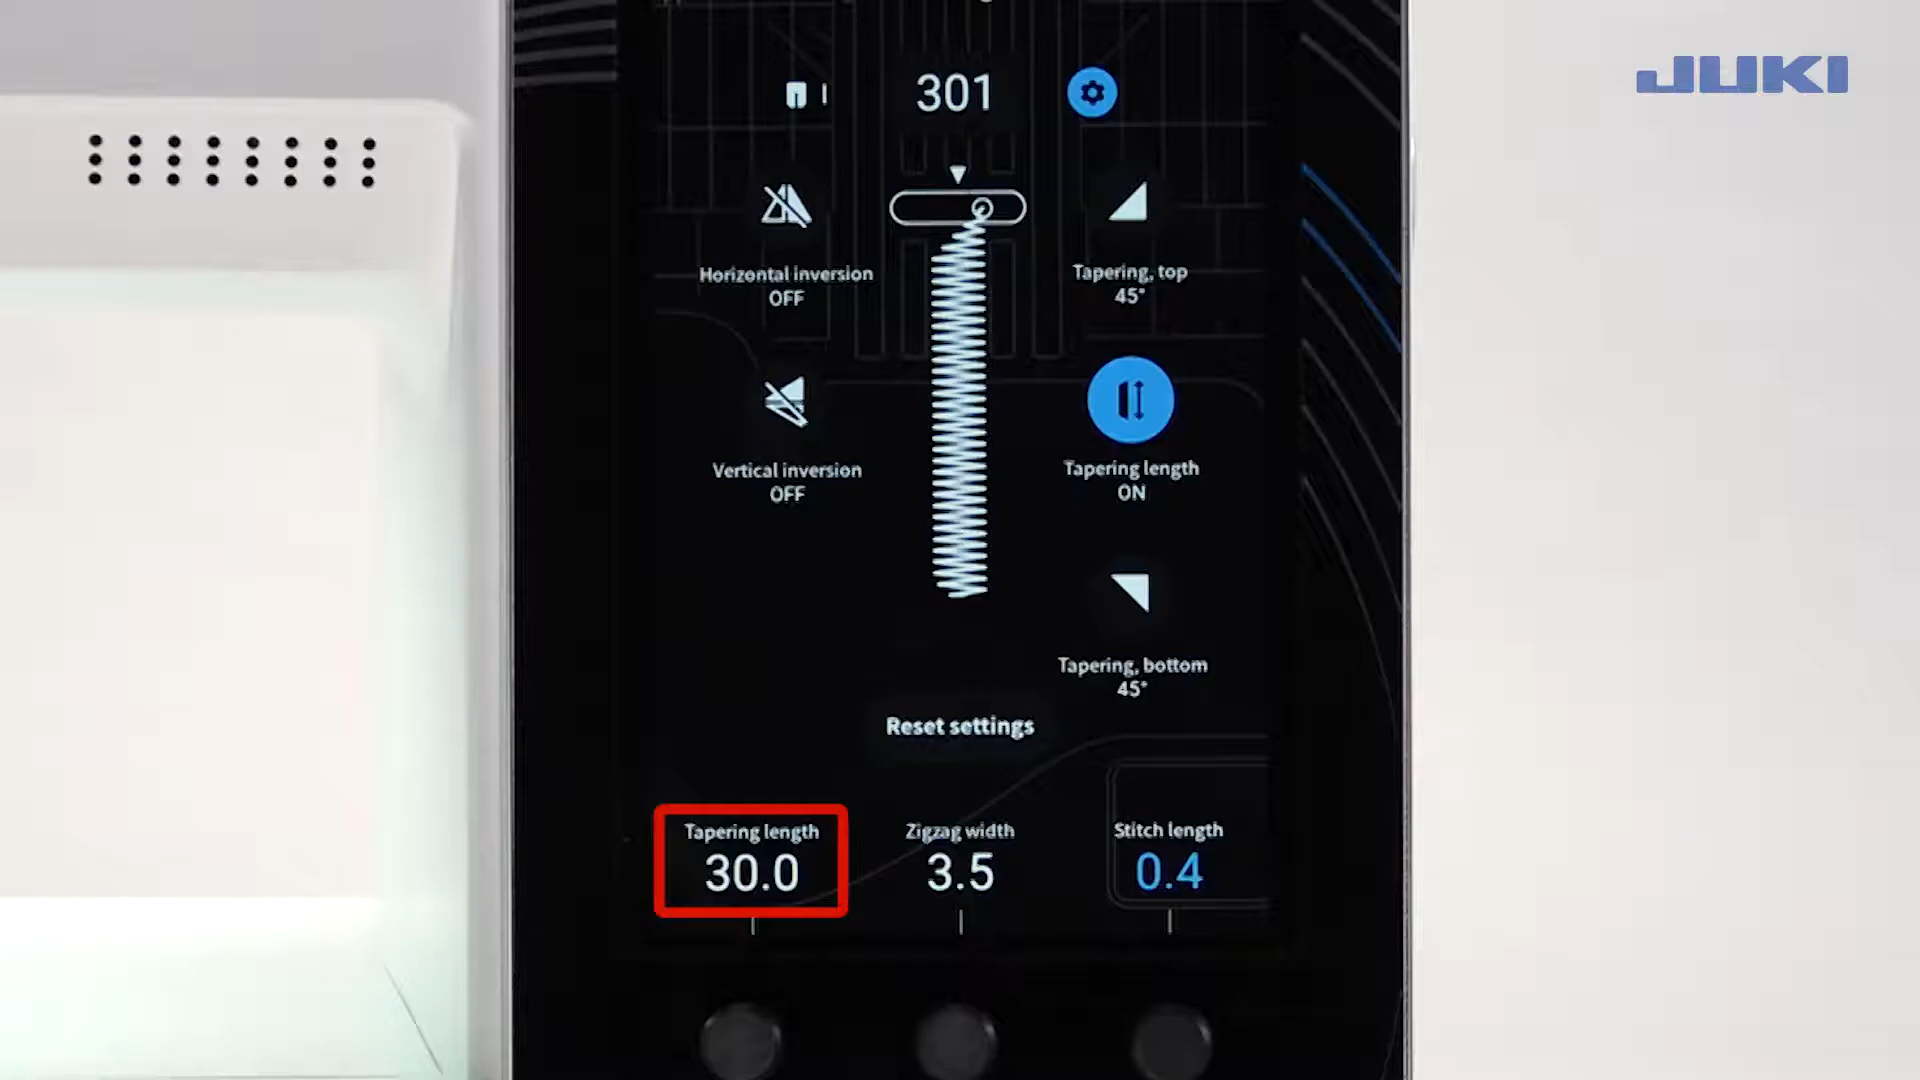 JUKI
301
Horizontal inversion
OFF
Tapering, top
45°
Vertical inversion
OFF
Tapering length
ON
Tapering, bottom
45°
Reset settings
Tapering length
30.0
Zigzag width
3.5
Stitch length
0.4